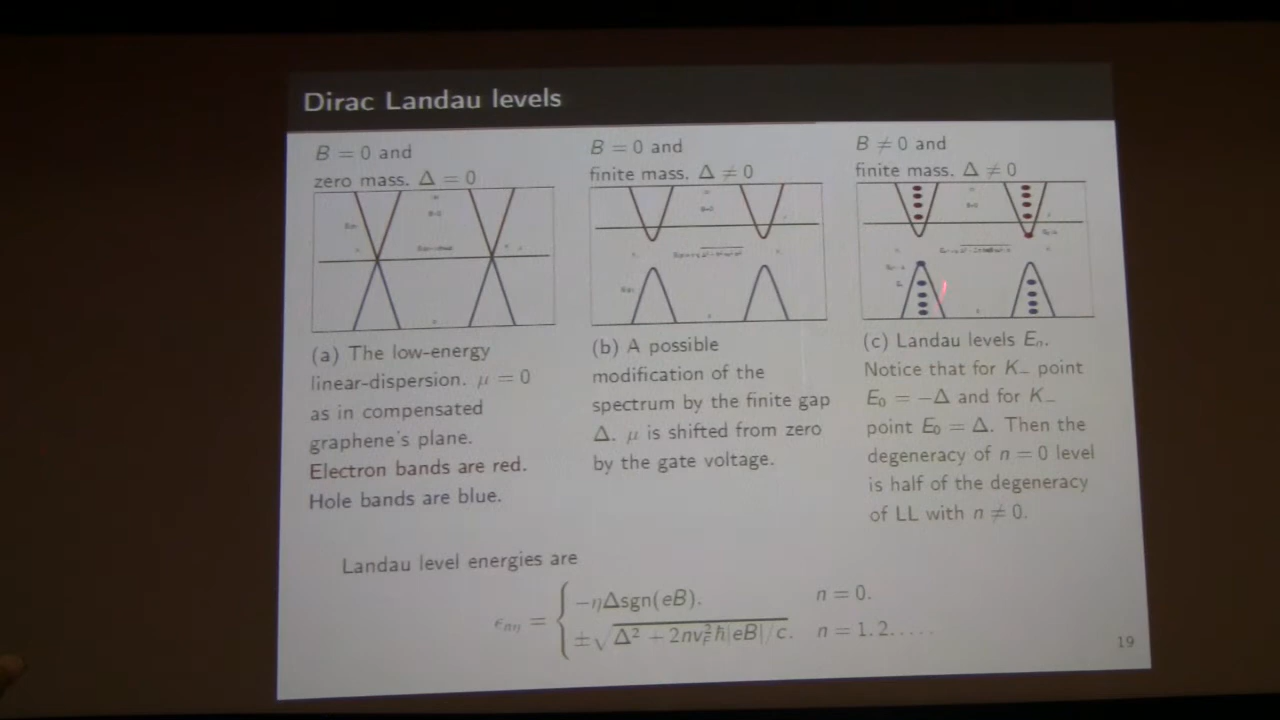 Dirac Landau levels
B = 0 and
zero mass, Δ = 0
B = 0 and
finite mass, Δ ≠ 0
B ≠ 0 and
finite mass, Δ ≠ 0
(a) The low-energy
linear-dispersion. μ = 0
as in compensated
graphene's plane.
Electron bands are red.
Hole bands are blue.
(b) A possible
modification of the
spectrum by the finite gap
Δ. μ is shifted from zero
by the gate voltage.
(c) Landau levels Eₙ.
Notice that for K₋ point
E₀ = −Δ and for K₋
point E₀ = Δ. Then the
degeneracy of n = 0 level
is half of the degeneracy
of LL with n ≠ 0.
Landau level energies are
ϵₙη = { −ηΔsgn(eB), n = 0,
±√(Δ² + 2nv_F²ħ|eB|/c, n = 1, 2, . . . .
19